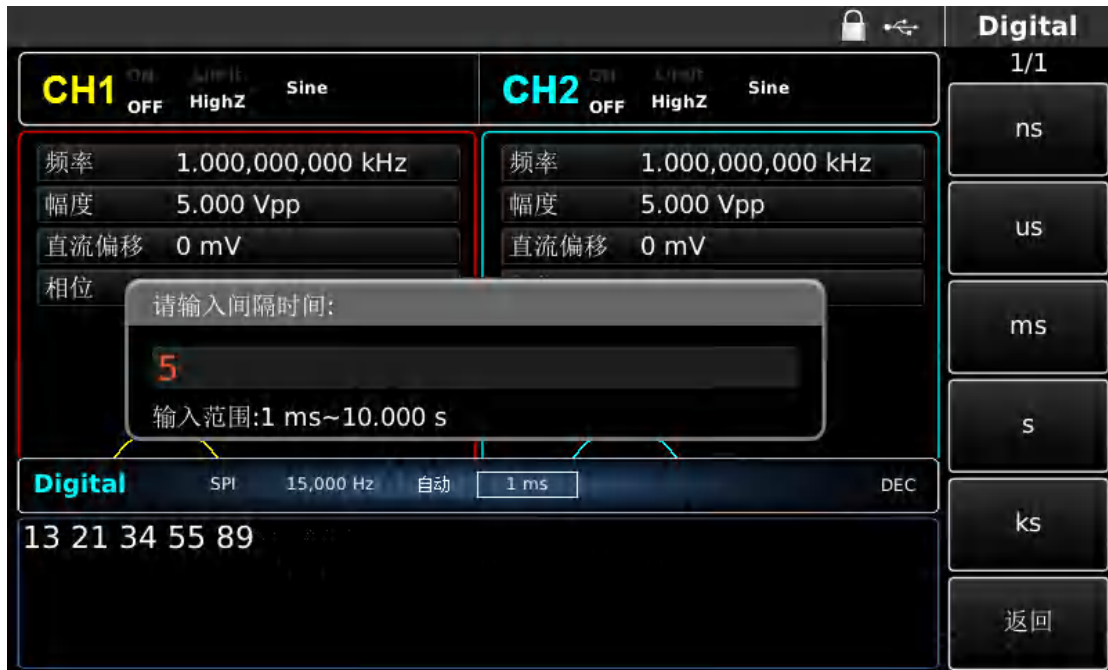 Digital
1/1
CH1 ON OFF Limit HighZ Sine
CH2 ON OFF Limit HighZ Sine
频率 1.000,000,000 kHz
幅度 5.000 Vpp
直流偏移 0 mV
相位
频率 1.000,000,000 kHz
幅度 5.000 Vpp
直流偏移 0 mV
请输入间隔时间:
5
输入范围:1 ms~10.000 s
Digital SPI 15,000 Hz 自动 1 ms DEC
13 21 34 55 89
ns
us
ms
s
ks
返回